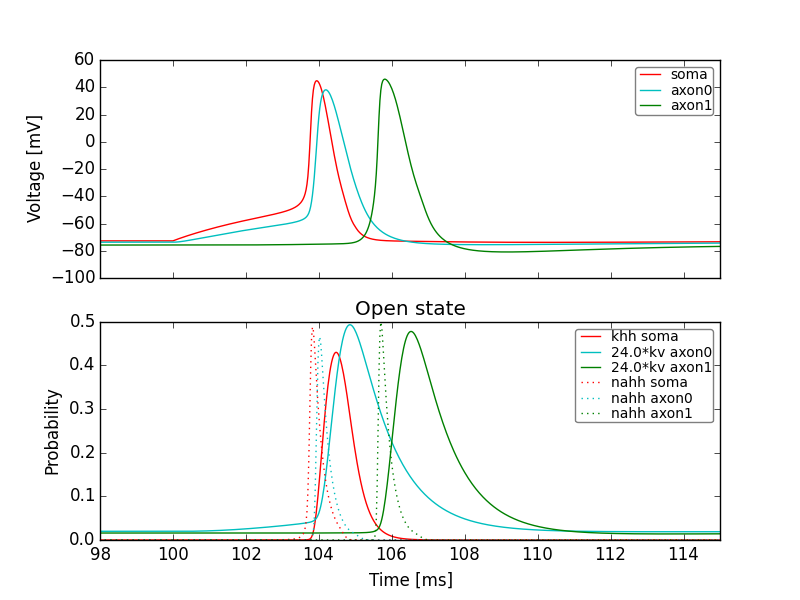 60
40
20
0
−20
−40
−60
−80
−100
Voltage [mV]
soma
axon0
axon1
Open state
0.5
0.4
0.3
0.2
0.1
0.0
Probability
khh soma
24.0*kv axon0
24.0*kv axon1
nahh soma
nahh axon0
nahh axon1
98 100 102 104 106 108 110 112 114
Time [ms]